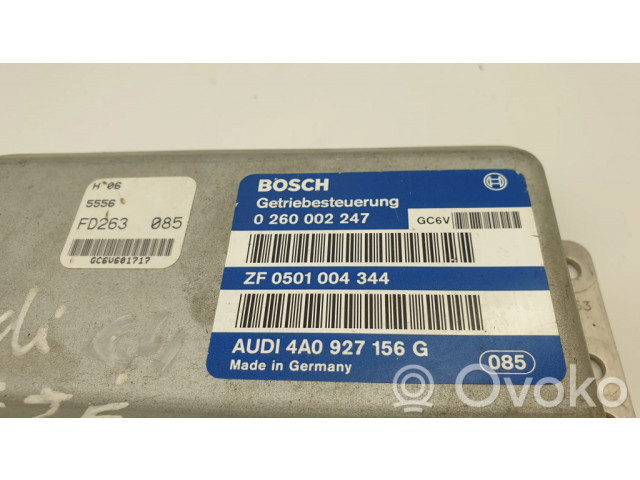 H 06
5556
FD263 085
GC6V601717
BOSCH
Getriebesteuerung
0 260 002 247
GC6V
ZF 0501 004 344
AUDI 4A0 927 156 G
Made in Germany
085
63
Ovoko